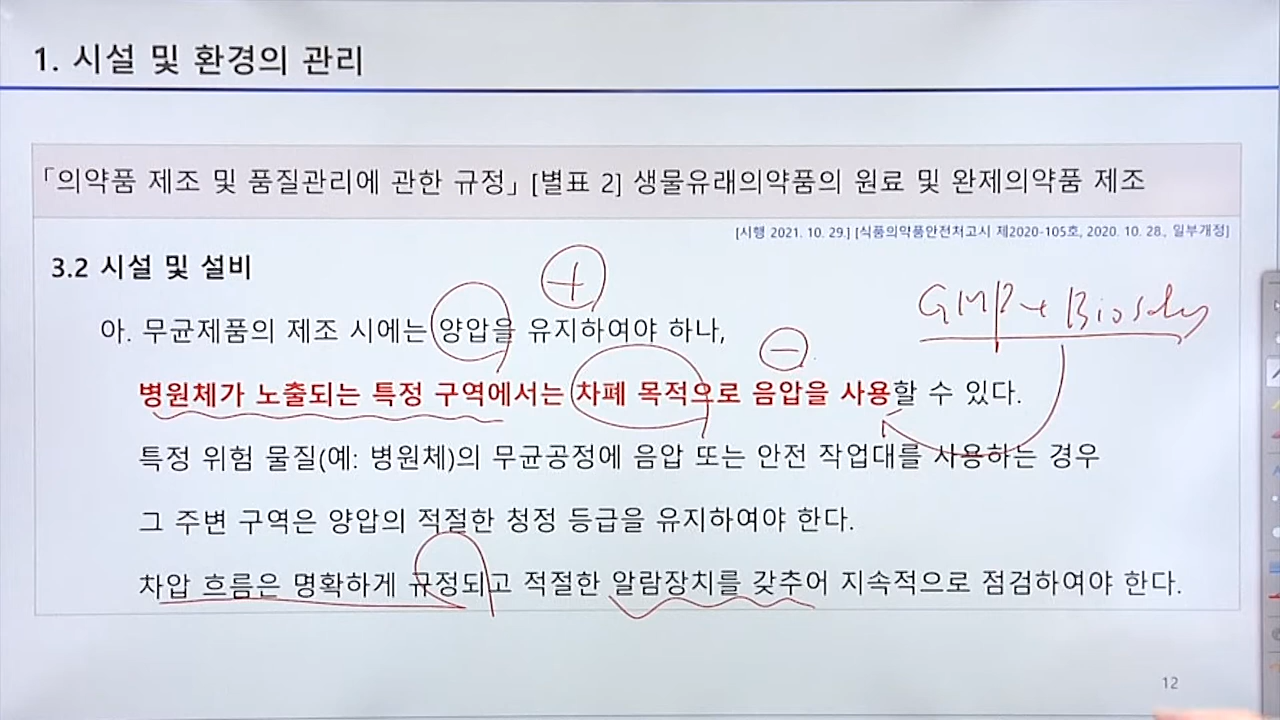 1. 시설 및 환경의 관리
「의약품 제조 및 품질관리에 관한 규정」 [별표 2] 생물유래의약품의 원료 및 완제의약품 제조
[시행 2021. 10. 29.] [식품의약품안전처고시 제2020-105호, 2020. 10. 28., 일부개정]
3.2 시설 및 설비
+
GMP +
아. 무균제품의 제조 시에는 양압을 유지하여야 하나,
−
병원체가 노출되는 특정 구역에서는 차폐 목적으로 음압을 사용할 수 있다.
특정 위험 물질(예: 병원체)의 무균공정에 음압 또는 안전 작업대를 사용하는 경우
그 주변 구역은 양압의 적절한 청정 등급을 유지하여야 한다.
차압 흐름은 명확하게 규정되고 적절한 알람장치를 갖추어 지속적으로 점검하여야 한다.
12